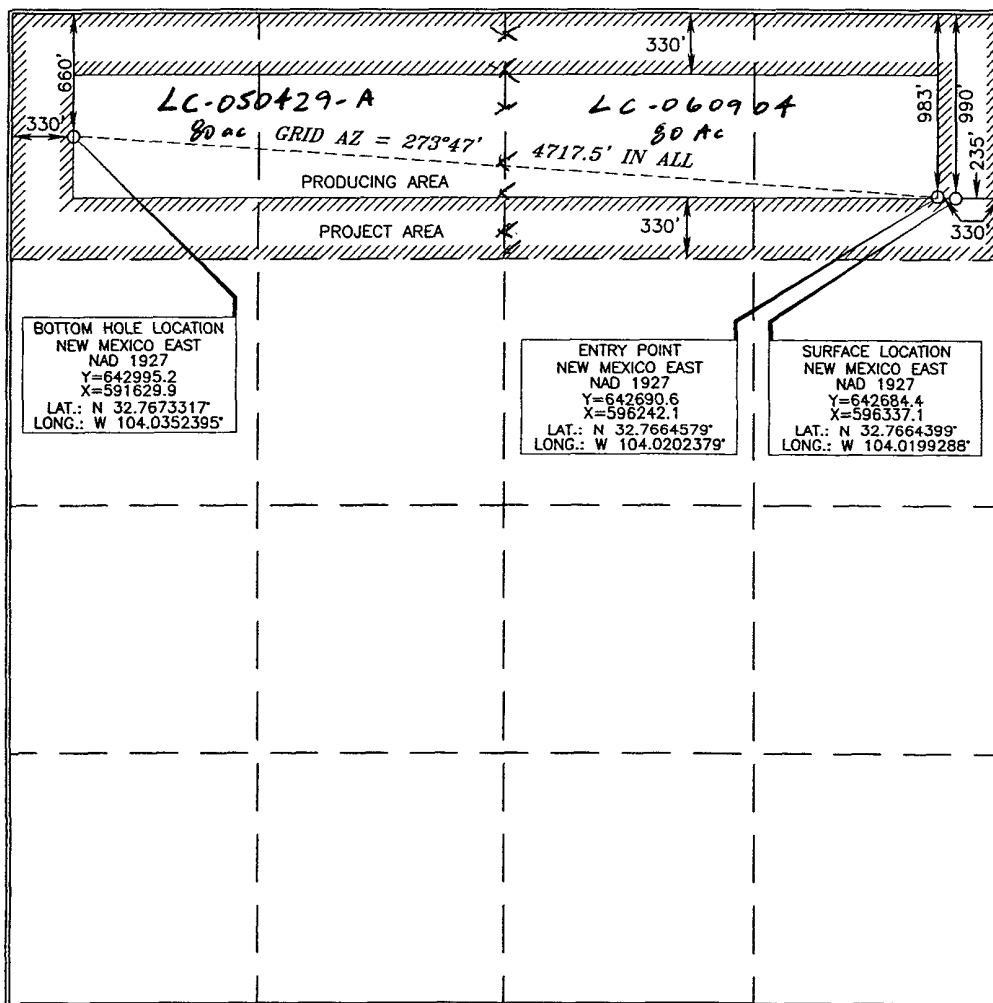 660'
330'
330'
983'
990'
235'
LC-050429-A
80 ac
LC-060904
80 Ac
GRID AZ = 273°47'
4717.5' IN ALL
PRODUCING AREA
PROJECT AREA
330'
330'
BOTTOM HOLE LOCATION
NEW MEXICO EAST
NAD 1927
Y=642995.2
X=591629.9
LAT.: N 32.7673317°
LONG.: W 104.0352395°
ENTRY POINT
NEW MEXICO EAST
NAD 1927
Y=642690.6
X=596242.1
LAT.: N 32.7664579°
LONG.: W 104.0202379°
SURFACE LOCATION
NEW MEXICO EAST
NAD 1927
Y=642684.4
X=596337.1
LAT.: N 32.7664399°
LONG.: W 104.0199288°